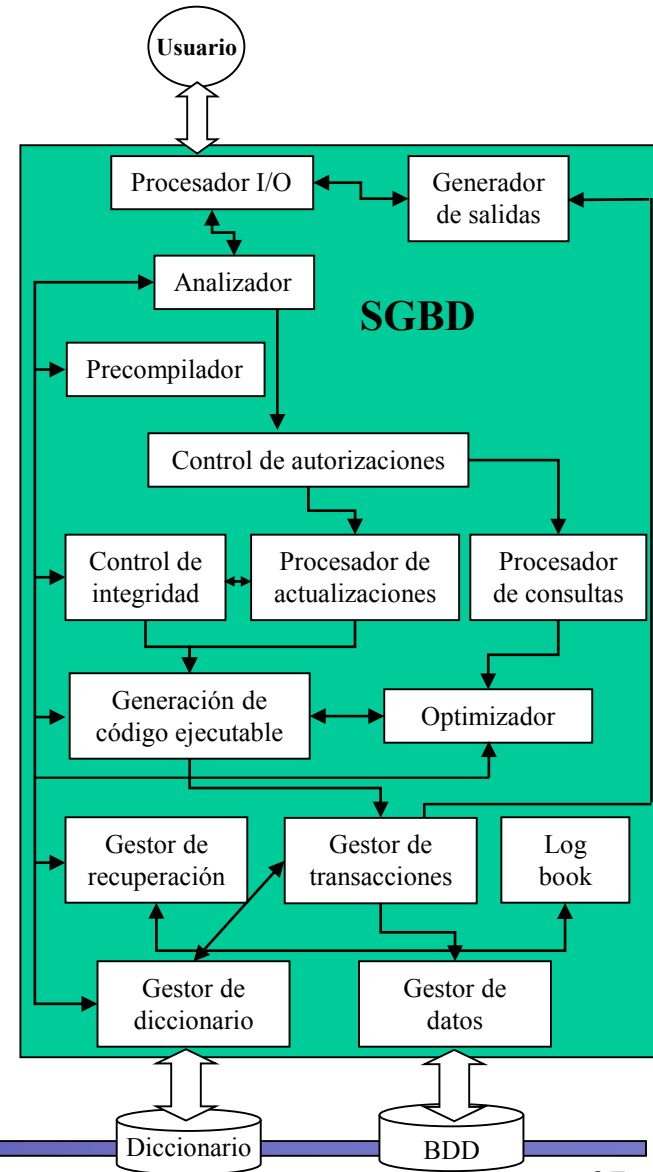 Usuario
Procesador I/O
Generador
de salidas
Analizador
SGBD
Precompilador
Control de autorizaciones
Control de
integridad
Procesador de
actualizaciones
Procesador
de consultas
Generación de
código ejecutable
Optimizador
Gestor de
recuperación
Gestor de
transacciones
Log
book
Gestor de
diccionario
Gestor de
datos
Diccionario
BDD